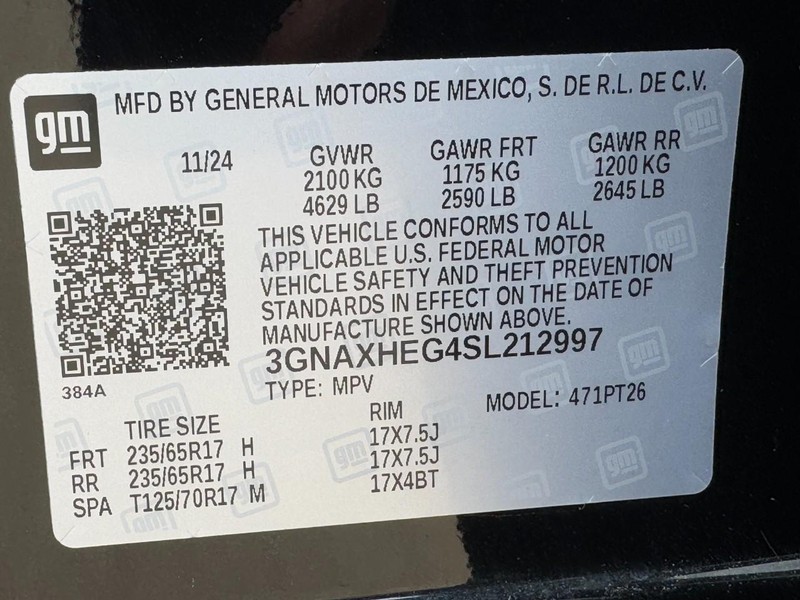 gm
MFD BY GENERAL MOTORS DE MEXICO, S. DE R.L. DE C.V.
11/24 GVWR GAWR FRT GAWR RR
2100 KG 1175 KG 1200 KG
4629 LB 2590 LB 2645 LB
THIS VEHICLE CONFORMS TO ALL
APPLICABLE U.S. FEDERAL MOTOR
VEHICLE SAFETY AND THEFT PREVENTION
STANDARDS IN EFFECT ON THE DATE OF
MANUFACTURE SHOWN ABOVE.
3GNAXHEG4SL212997
384A
TYPE: MPV MODEL: 471PT26
TIRE SIZE RIM
FRT 235/65R17 H 17X7.5J
RR 235/65R17 H 17X7.5J
SPA T125/70R17 M 17X4BT